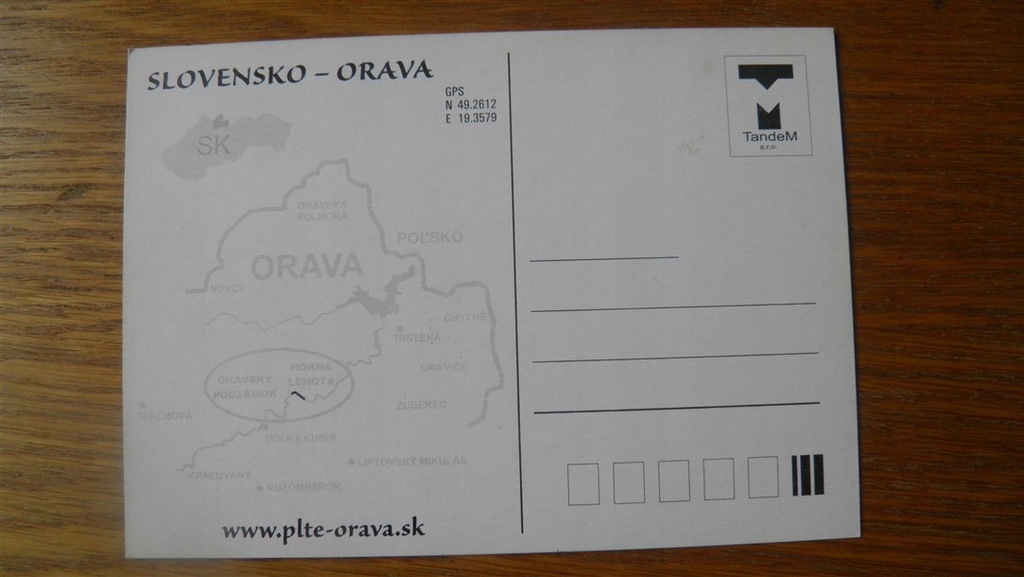 SLOVENSKO – ORAVA
GPS
N 49.2612
E 19.3579
SK
ORAVSKÁ
POLHORA
POĽSKO
ORAVA
NOVOŤ
CHYŽNÉ
TRSTENÁ
HORNÁ
LEHOTA
ORAVSKÝ
PODZÁMOK
ORAVICE
ZUBEREC
TERCHOVÁ
DOLNÝ KUBÍN
KRAĽOVANY
LIPTOVSKÝ MIKULÁŠ
RUŽOMBEROK
www.plte-orava.sk
TandeM
s.r.o.